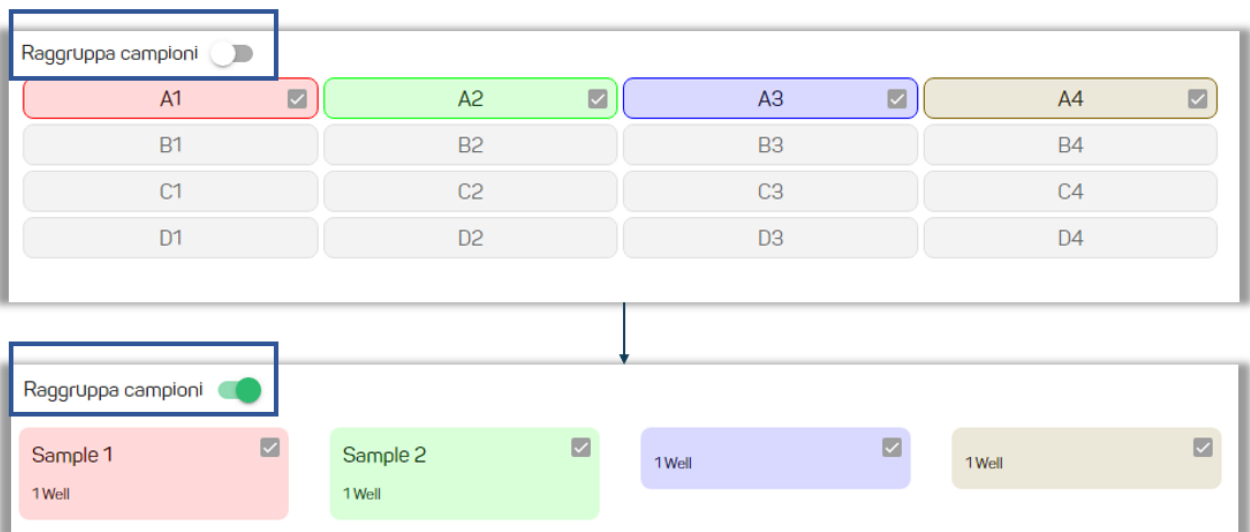 Raggruppa campioni
A1 A2 A3 A4
B1 B2 B3 B4
C1 C2 C3 C4
D1 D2 D3 D4
Raggruppa campioni
Sample 1
1 Well
Sample 2
1 Well
1 Well
1 Well